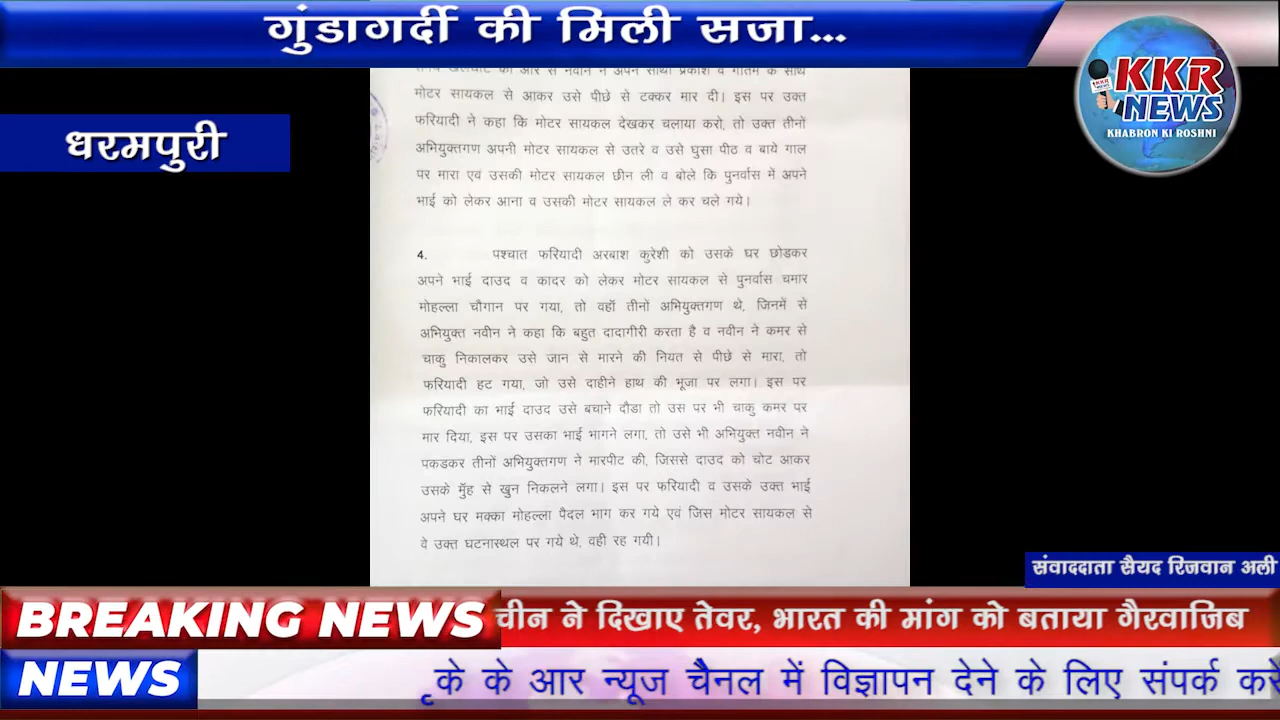 गुंडागर्दी की मिली सजा...
KKR
NEWS
KHABRON KI ROSHNI
धरमपुरी
समय खलघाट की ओर से नवीन ने अपने साथी प्रकाश व गौतम के साथ
मोटर सायकल से आकर उसे पीछे से टक्कर मार दी। इस पर उक्त
फरियादी ने कहा कि मोटर सायकल देखकर चलाया करो, तो उक्त तीनों
अभियुक्तगण अपनी मोटर सायकल से उतरे व उसे घुसा पीठ व बाये गाल
पर मारा एवं उसकी मोटर सायकल छीन ली व बोले कि पुनर्वास में अपने
भाई को लेकर आना व उसकी मोटर सायकल ले कर चले गये।
4. पश्चात फरियादी अरबाश कुरेशी को उसके घर छोडकर
अपने भाई दाउद व कादर को लेकर मोटर सायकल से पुनर्वास चमार
मोहल्ला चौगान पर गया, तो वहॉ तीनों अभियुक्तगण थे, जिनमें से
अभियुक्त नवीन ने कहा कि बहुत दादागीरी करता है व नवीन ने कमर से
चाकु निकालकर उसे जान से मारने की नियत से पीछे से मारा, तो
फरियादी हट गया, जो उसे दाहीने हाथ की भूजा पर लगा। इस पर
फरियादी का भाई दाउद उसे बचाने दौडा तो उस पर भी चाकु कमर पर
मार दिया, इस पर उसका भाई भागने लगा, तो उसे भी अभियुक्त नवीन ने
पकडकर तीनों अभियुक्तगण ने मारपीट की, जिससे दाउद को चोट आकर
उसके मुॅह से खुन निकलने लगा। इस पर फरियादी व उसके उक्त भाई
अपने घर मक्का मोहल्ला पैदल भाग कर गये एवं जिस मोटर सायकल से
वे उक्त घटनास्थल पर गये थे, वही रह गयी।
संवाददाता सैयद रिजवान अली
BREAKING NEWS चीन ने दिखाए तेवर, भारत की मांग को बताया गैरवाजिब
NEWS के के आर न्यूज चैनल में विज्ञापन देने के लिए संपर्क करे